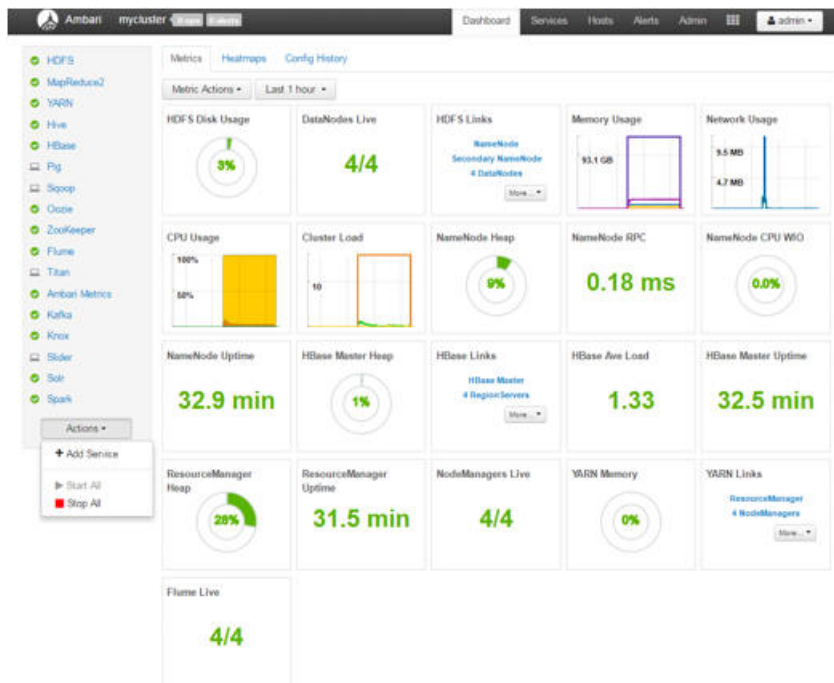 Ambari mycluster 0 ops 0 alerts Dashboard Services Hosts Alerts Admin admin
HDFS
MapReduce2
YARN
Hive
HBase
Pig
Sqoop
Oozie
ZooKeeper
Flume
Titan
Ambari Metrics
Kafka
Knox
Slider
Solr
Spark
Actions
+ Add Service
Start All
Stop All
Metrics Heatmaps Config History
Metric Actions Last 1 hour
HDFS Disk Usage
3%
DataNodes Live
4/4
HDFS Links
NameNode
Secondary NameNode
4 DataNodes
More...
Memory Usage
93.1 GB
Network Usage
9.5 MB
4.7 MB
CPU Usage
100%
50%
Cluster Load
10
NameNode Heap
9%
NameNode RPC
0.18 ms
NameNode CPU WIO
0.0%
NameNode Uptime
32.9 min
HBase Master Heap
1%
HBase Links
HBase Master
4 RegionServers
More...
HBase Ave Load
1.33
HBase Master Uptime
32.5 min
ResourceManager
Heap
28%
ResourceManager
Uptime
31.5 min
NodeManagers Live
4/4
YARN Memory
0%
YARN Links
ResourceManager
4 NodeManagers
More...
Flume Live
4/4